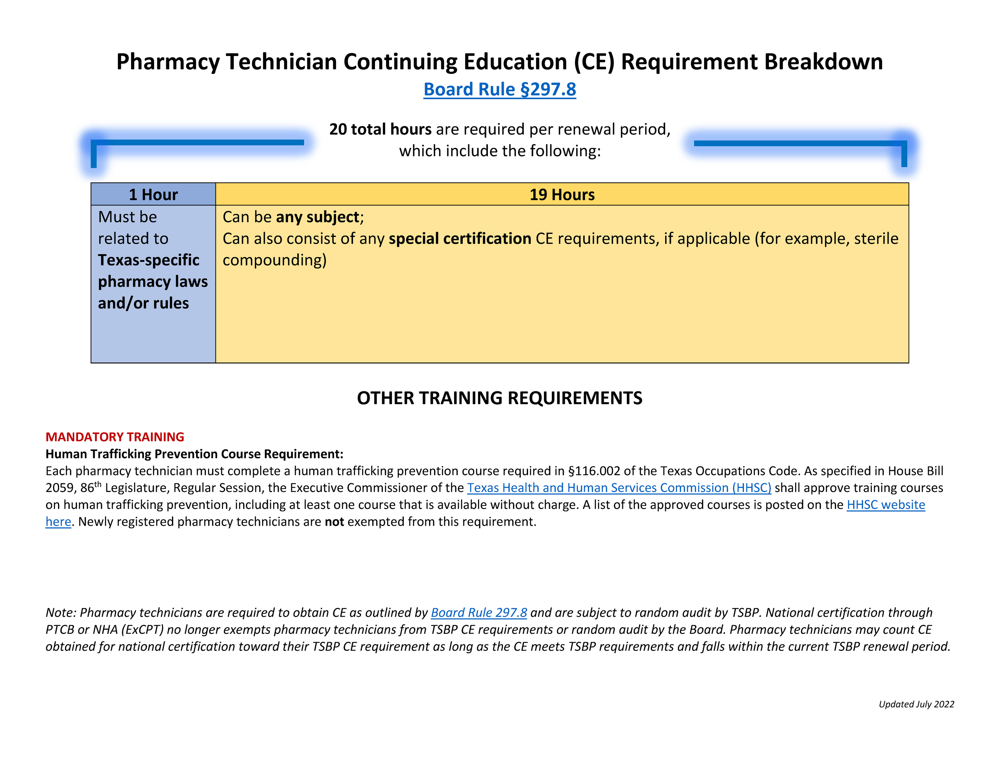 Pharmacy Technician Continuing Education (CE) Requirement Breakdown
Board Rule §297.8
20 total hours are required per renewal period,
which include the following:
1 Hour
19 Hours
Must be
related to
Texas-specific
pharmacy laws
and/or rules
Can be any subject;
Can also consist of any special certification CE requirements, if applicable (for example, sterile
compounding)
OTHER TRAINING REQUIREMENTS
MANDATORY TRAINING
Human Trafficking Prevention Course Requirement:
Each pharmacy technician must complete a human trafficking prevention course required in §116.002 of the Texas Occupations Code. As specified in House Bill
2059, 86th Legislature, Regular Session, the Executive Commissioner of the Texas Health and Human Services Commission (HHSC) shall approve training courses
on human trafficking prevention, including at least one course that is available without charge. A list of the approved courses is posted on the HHSC website
here. Newly registered pharmacy technicians are not exempted from this requirement.
Note: Pharmacy technicians are required to obtain CE as outlined by Board Rule 297.8 and are subject to random audit by TSBP. National certification through
PTCB or NHA (ExCPT) no longer exempts pharmacy technicians from TSBP CE requirements or random audit by the Board. Pharmacy technicians may count CE
obtained for national certification toward their TSBP CE requirement as long as the CE meets TSBP requirements and falls within the current TSBP renewal period.
Updated July 2022